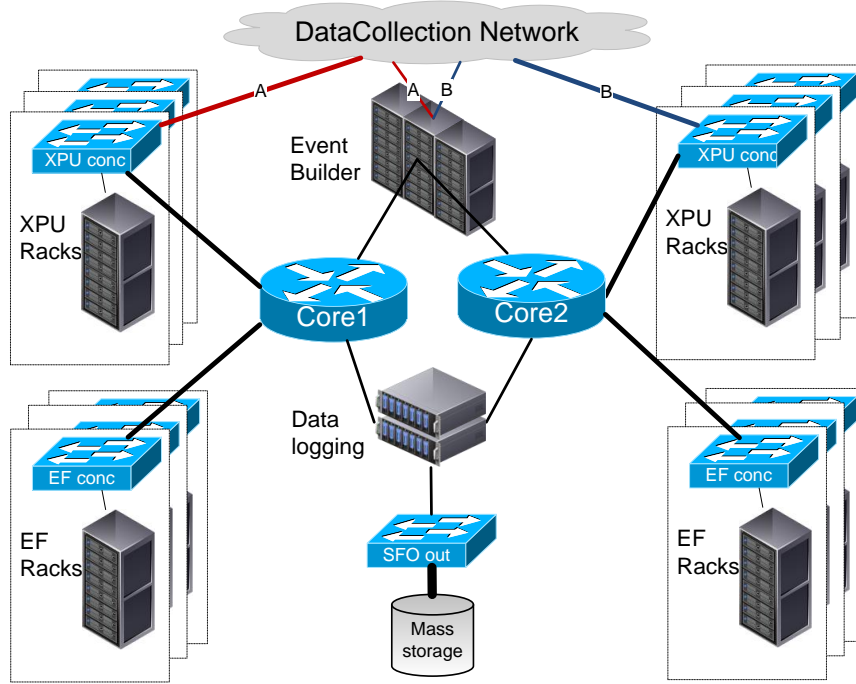 DataCollection Network
A
A
B
B
XPU conc
Event
Builder
XPU conc
XPU
Racks
XPU
Racks
Core1
Core2
Data
logging
EF conc
EF conc
EF
Racks
SFO out
EF
Racks
Mass
storage